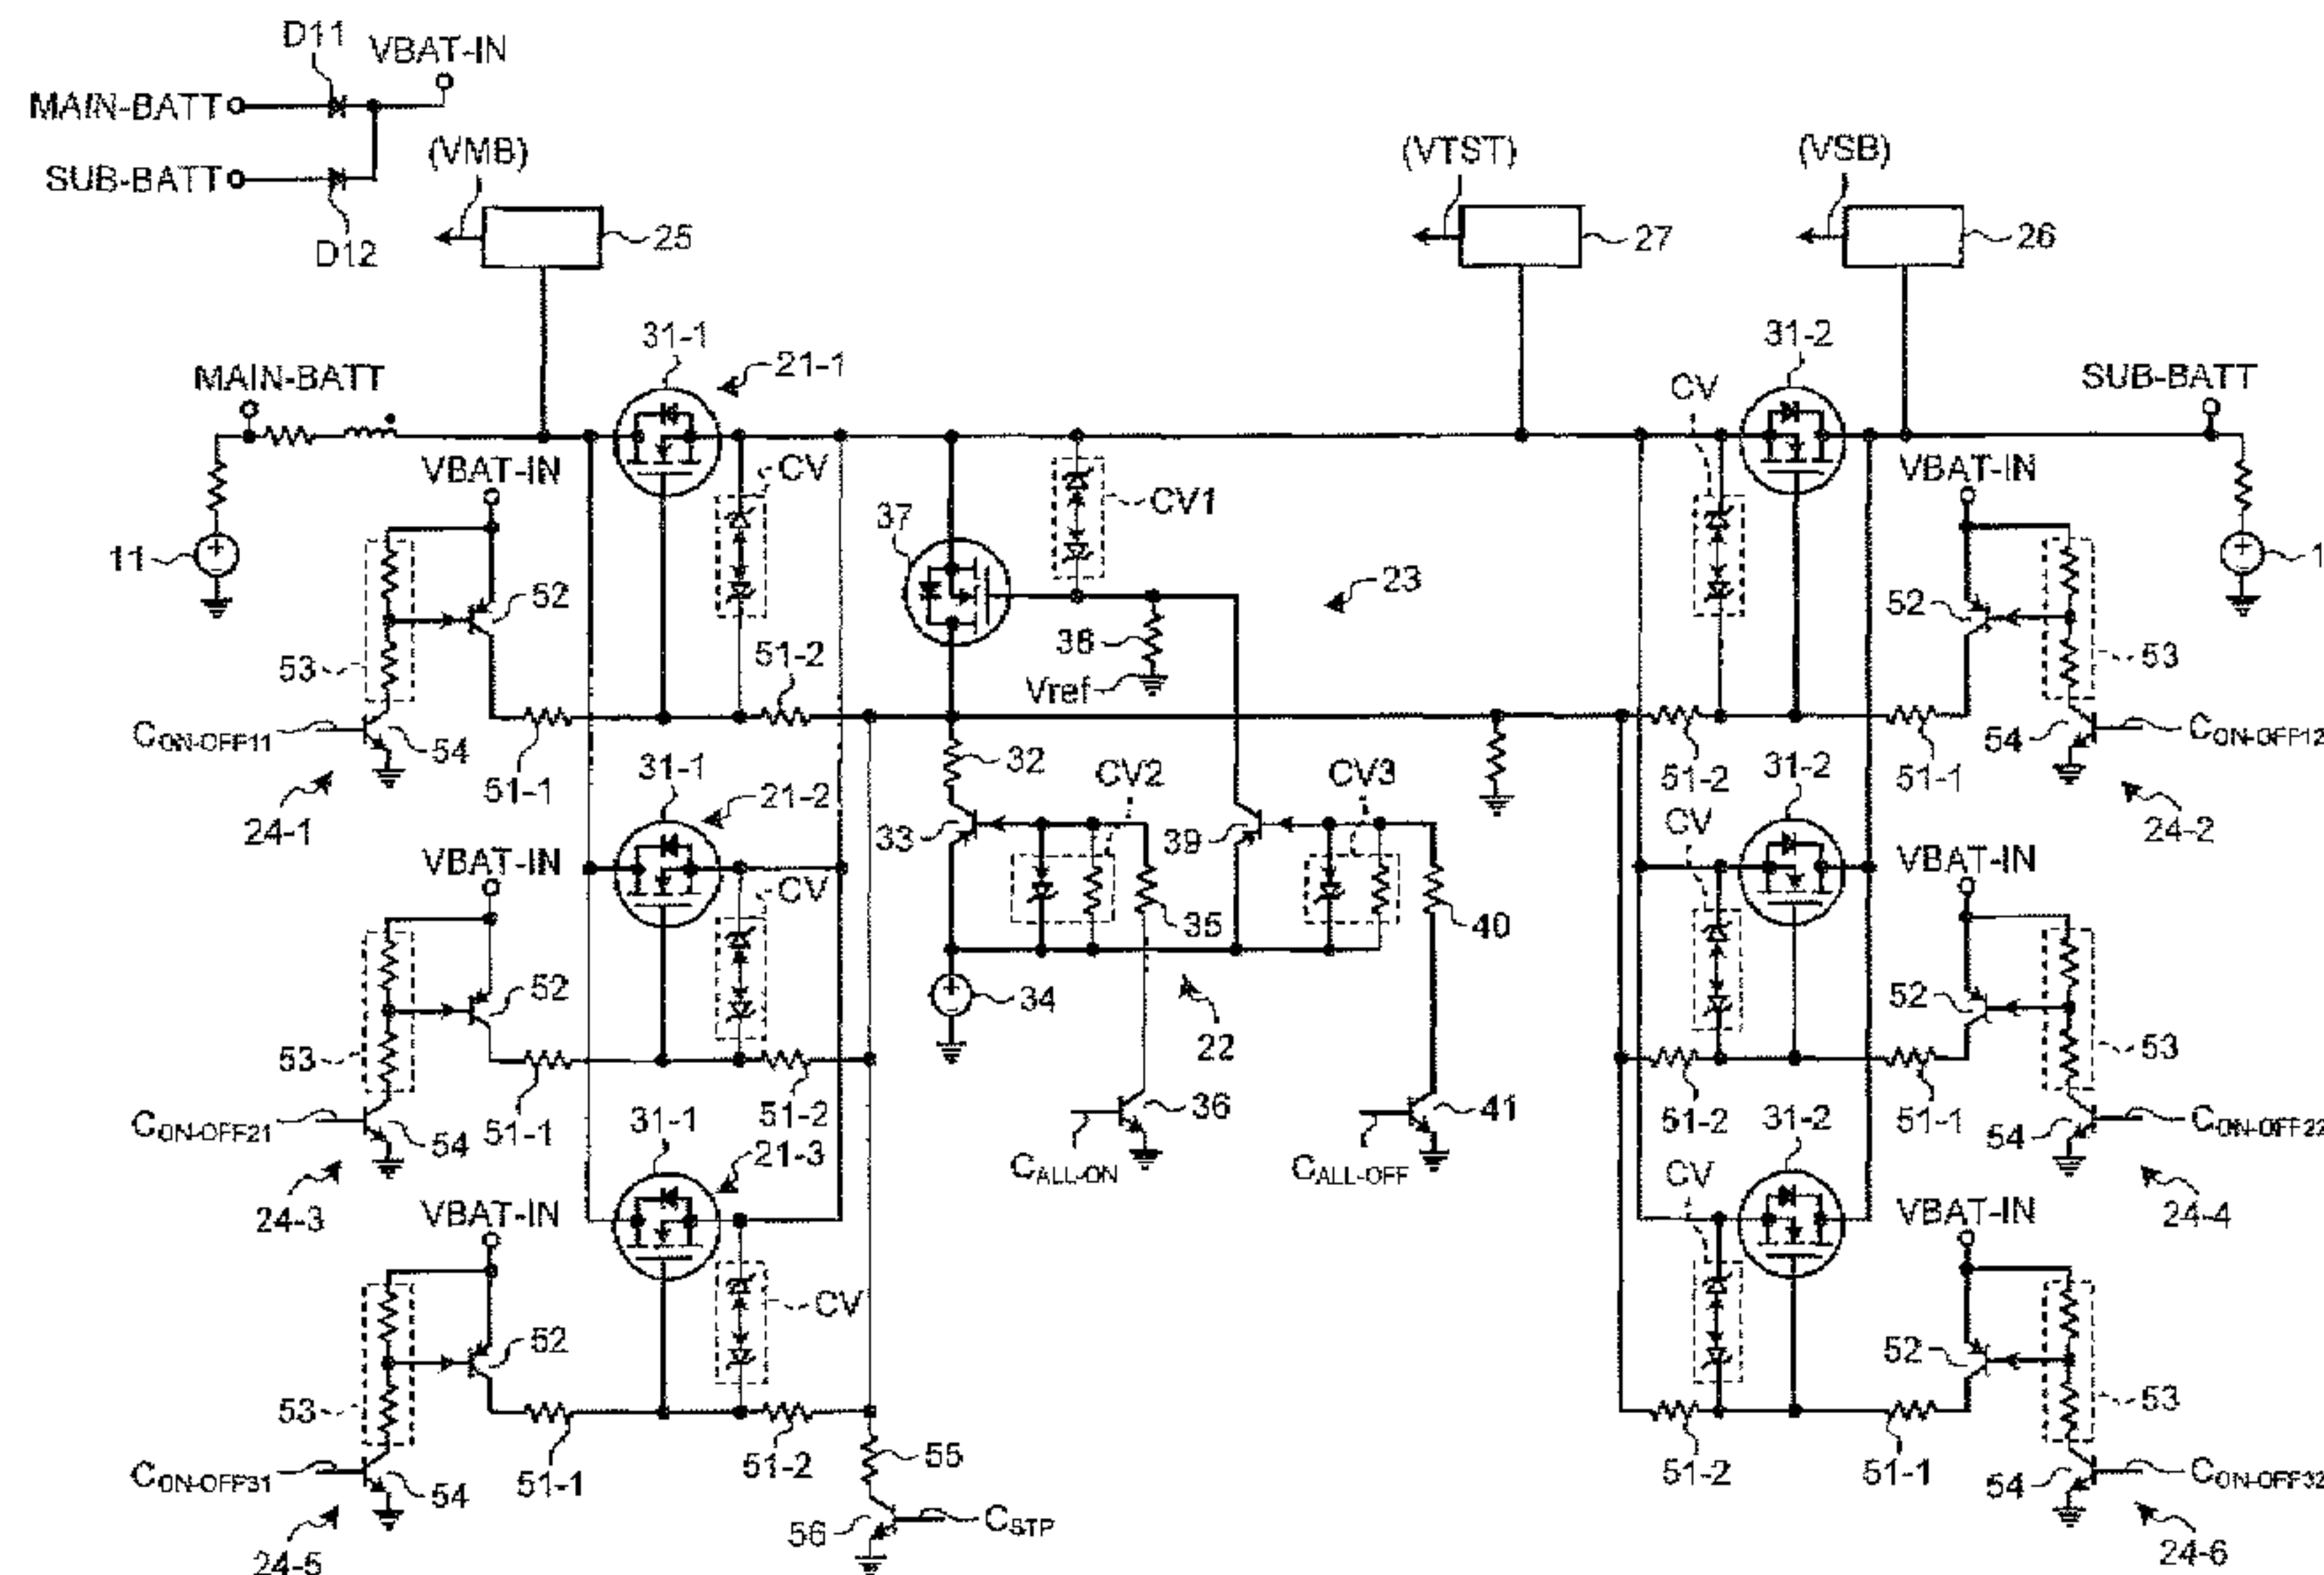 D11
VBAT-IN
MAIN-BATT
SUB-BATT
D12
(VMB)
25
(VTST)
27
(VSB)
26
31-1
21-1
31-2
MAIN-BATT
SUB-BATT
CV
CV
VBAT-IN
VBAT-IN
CV1
37
23
11
52
52
1
38
53
51-2
Vref
53
CON-OFF11
54
32
CV2
CV3
54
CON-OFF12
51-1
31-1
21-2
51-2
31-2
51-1
24-1
24-2
33
39
CV
VBAT-IN
VBAT-IN
CV
35
40
52
34
52
22
53
53
CON-OFF21
54
51-1
31-1
51-2
36
41
51-2
31-2
51-1
54
CON-OFF22
21-3
CALL-ON
CALL-OFF
CV
24-3
24-4
VBAT-IN
VBAT-IN
CV
52
52
53
53
CON-OFF31
54
51-1
51-2
55
51-2
51-1
54
CON-OFF32
56
CSTP
24-5
24-6